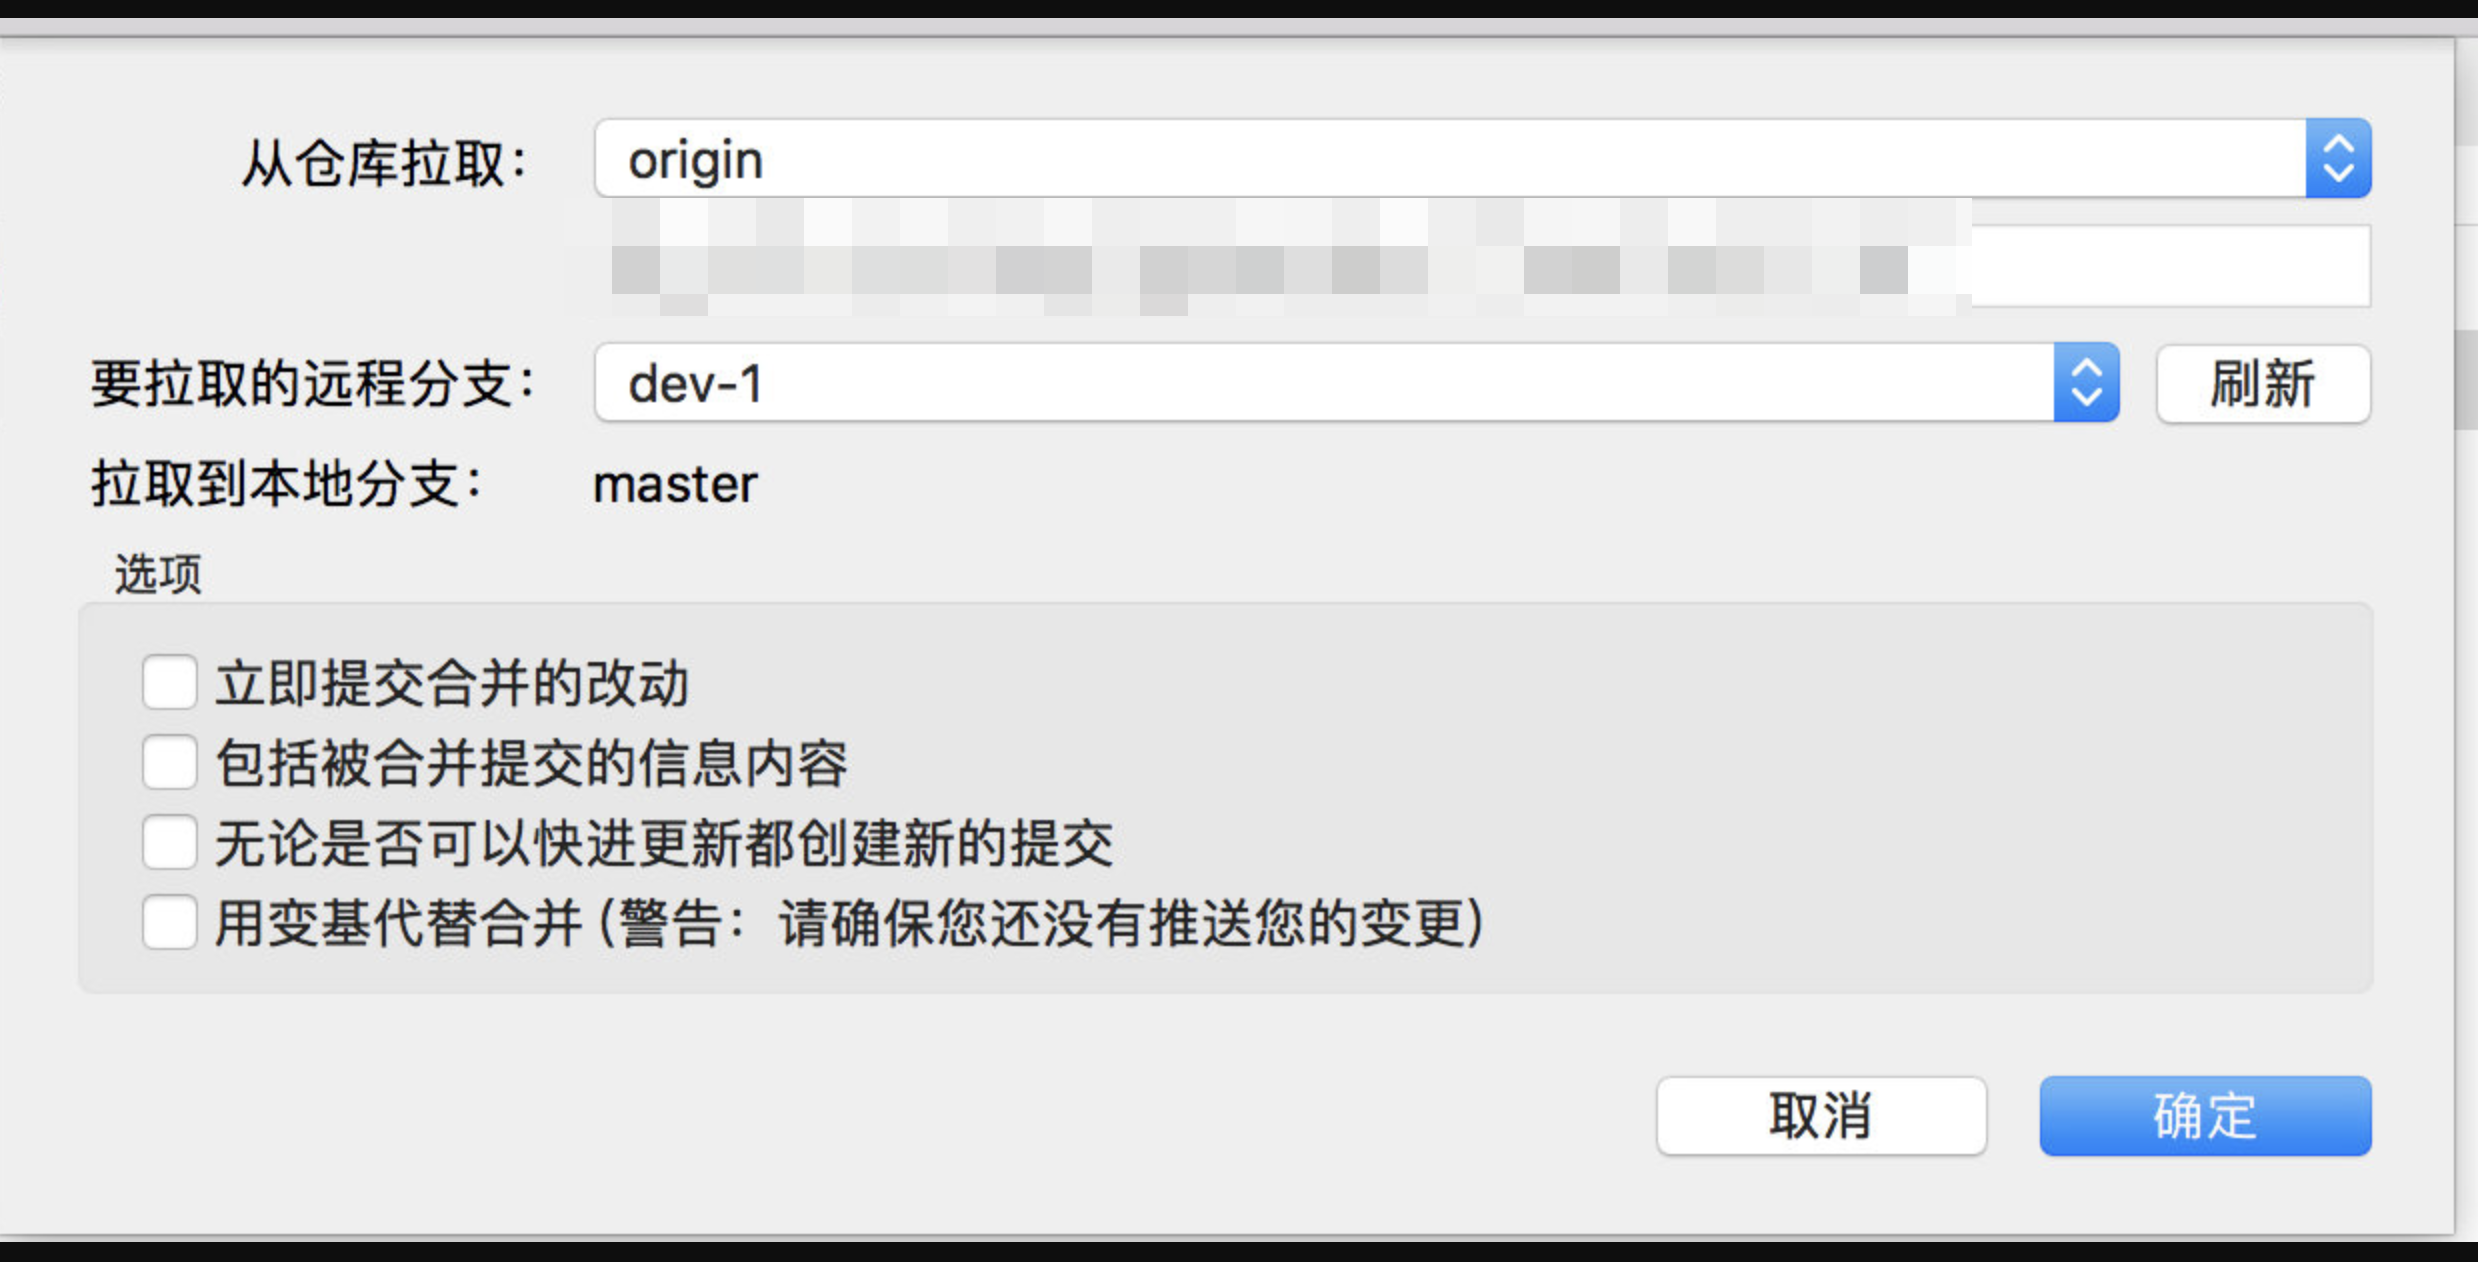 从仓库拉取： origin
要拉取的远程分支： dev-1 刷新
拉取到本地分支： master
选项
立即提交合并的改动
包括被合并提交的信息内容
无论是否可以快进更新都创建新的提交
用变基代替合并（警告：请确保您还没有推送您的变更）
取消 确定